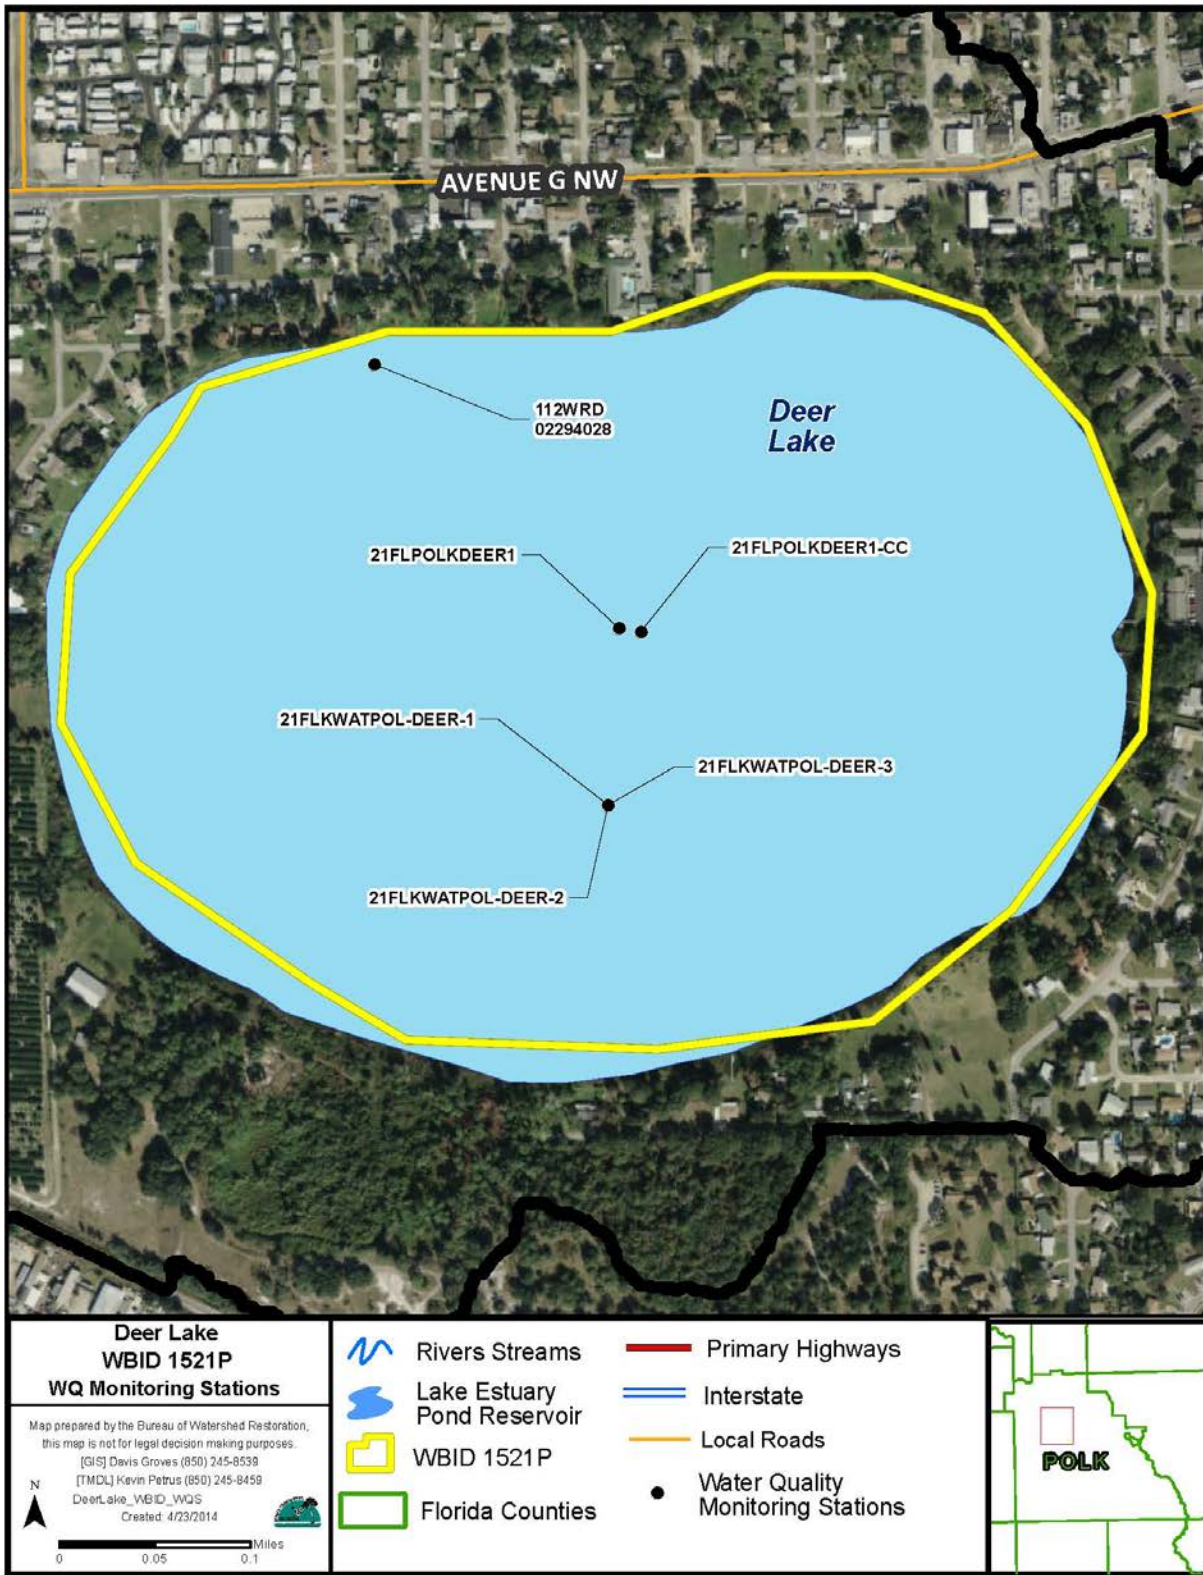 AVENUE G NW
Deer
Lake
112WRD
02294028
21FLPOLKDEER1
21FLPOLKDEER1-CC
21FLKWATPOL-DEER-1
21FLKWATPOL-DEER-3
21FLKWATPOL-DEER-2
Deer Lake
WBID 1521P
WQ Monitoring Stations
Map prepared by the Bureau of Watershed Restoration,
this map is not for legal decision making purposes.
[GIS] Davis Groves (850) 245-8539
[TMDL] Kevin Petrus (850) 245-8459
DeerLake_WBID_WQS
Created: 4/23/2014
N
Miles
0 0.05 0.1
Rivers Streams
Lake Estuary
Pond Reservoir
WBID 1521P
Florida Counties
Primary Highways
Interstate
Local Roads
Water Quality
Monitoring Stations
POLK